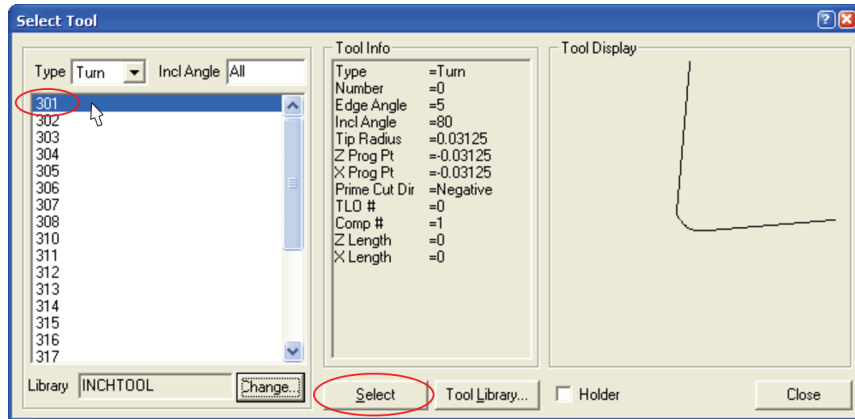 Select Tool
Type Turn Incl Angle All
301
302
303
304
305
306
307
308
310
311
312
313
314
315
316
317
Library INCHTOOL Change...
Tool Info
Type =Turn
Number =0
Edge Angle =5
Incl Angle =80
Tip Radius =0.03125
Z Prog Pt =-0.03125
X Prog Pt =-0.03125
Prime Cut Dir =Negative
TLO # =0
Comp # =1
Z Length =0
X Length =0
Tool Display
Select Tool Library... Holder Close